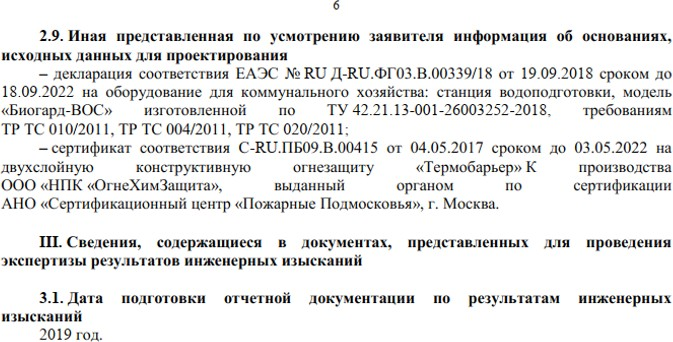 6
2.9. Иная представленная по усмотрению заявителя информация об основаниях,
исходных данных для проектирования
– декларация соответствия ЕАЭС № RU Д-RU.ФГ03.В.00339/18 от 19.09.2018 сроком до
18.09.2022 на оборудование для коммунального хозяйства: станция водоподготовки, модель
«Биогард-ВОС» изготовленной по ТУ 42.21.13-001-26003252-2018, требованиям
ТР ТС 010/2011, ТР ТС 004/2011, ТР ТС 020/2011;
– сертификат соответствия C-RU.ПБ09.В.00415 от 04.05.2017 сроком до 03.05.2022 на
двухслойную конструктивную огнезащиту «Термобарьер» К производства
ООО «НПК «ОгнеХимЗащита», выданный органом по сертификации
АНО «Сертификационный центр «Пожарные Подмосковья», г. Москва.
III. Сведения, содержащиеся в документах, представленных для проведения
экспертизы результатов инженерных изысканий
3.1. Дата подготовки отчетной документации по результатам инженерных
изысканий
2019 год.